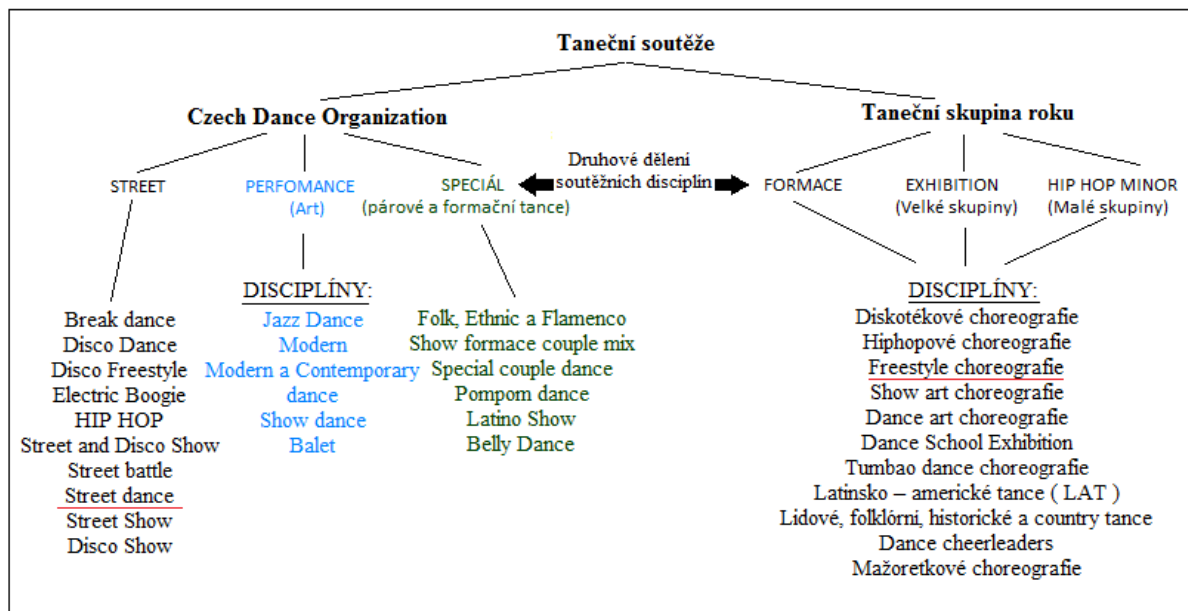 Taneční soutěže
Czech Dance Organization
Taneční skupina roku
Druhové dělení
soutěžních disciplín
STREET
PERFOMANCE
(Art)
SPECIÁL
(párové a formační tance)
FORMACE
EXHIBITION
(Velké skupiny)
HIP HOP MINOR
(Malé skupiny)
Break dance
Disco Dance
Disco Freestyle
Electric Boogie
HIP HOP
Street and Disco Show
Street battle
Street dance
Street Show
Disco Show
DISCIPLÍNY:
Jazz Dance
Modern
Modern a Contemporary
dance
Show dance
Balet
Folk, Ethnic a Flamenco
Show formace couple mix
Special couple dance
Pompom dance
Latino Show
Belly Dance
DISCIPLÍNY:
Diskotékové choreografie
Hiphopové choreografie
Freestyle choreografie
Show art choreografie
Dance art choreografie
Dance School Exhibition
Tumbao dance choreografie
Latinsko – americké tance ( LAT )
Lidové, folklórní, historické a country tance
Dance cheerleaders
Mažoretkové choreografie